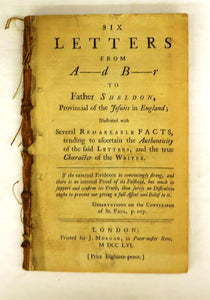 SIX
LETTERS
FROM
A——d B——r
TO
Father SHELDON,
Provincial of the Jesuits in England;
Illustrated with
Several REMARKABLE FACTS,
tending to ascertain the Authenticity
of the said LETTERS, and the true
Character of the WRITER.
If the external Evidence be convincingly strong, and
there is no internal Proof of its Falshood, but much to
support and confirm its Truth, then surely no Difficulties
ought to prevent our giving a full Assent and Belief to it.
OBSERVATIONS on the CONVERSION
of St. PAUL, p. 107.
LONDON:
Printed for J. MORGAN, in Pater-noster Row,
M DCC LVI.
[Price Eighteen-pence.]